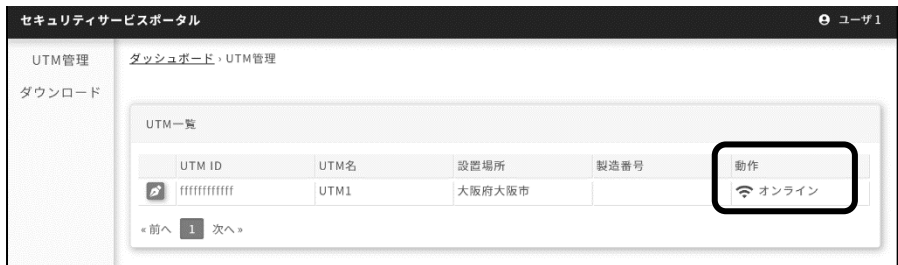 セキュリティサービスポータル ユーザ1
UTM管理
ダウンロード
ダッシュボード › UTM管理
UTM一覧
UTM ID UTM名 設置場所 製造番号 動作
ffffffffffff UTM1 大阪府大阪市 オンライン
«前へ 1 次へ»